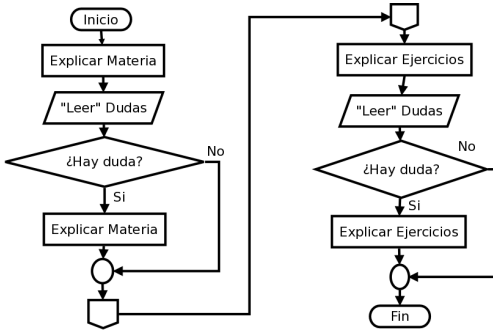 Inicio
Explicar Materia
"Leer" Dudas
¿Hay duda?
No
Si
Explicar Materia
Explicar Ejercicios
"Leer" Dudas
¿Hay duda?
No
Si
Explicar Ejercicios
Fin